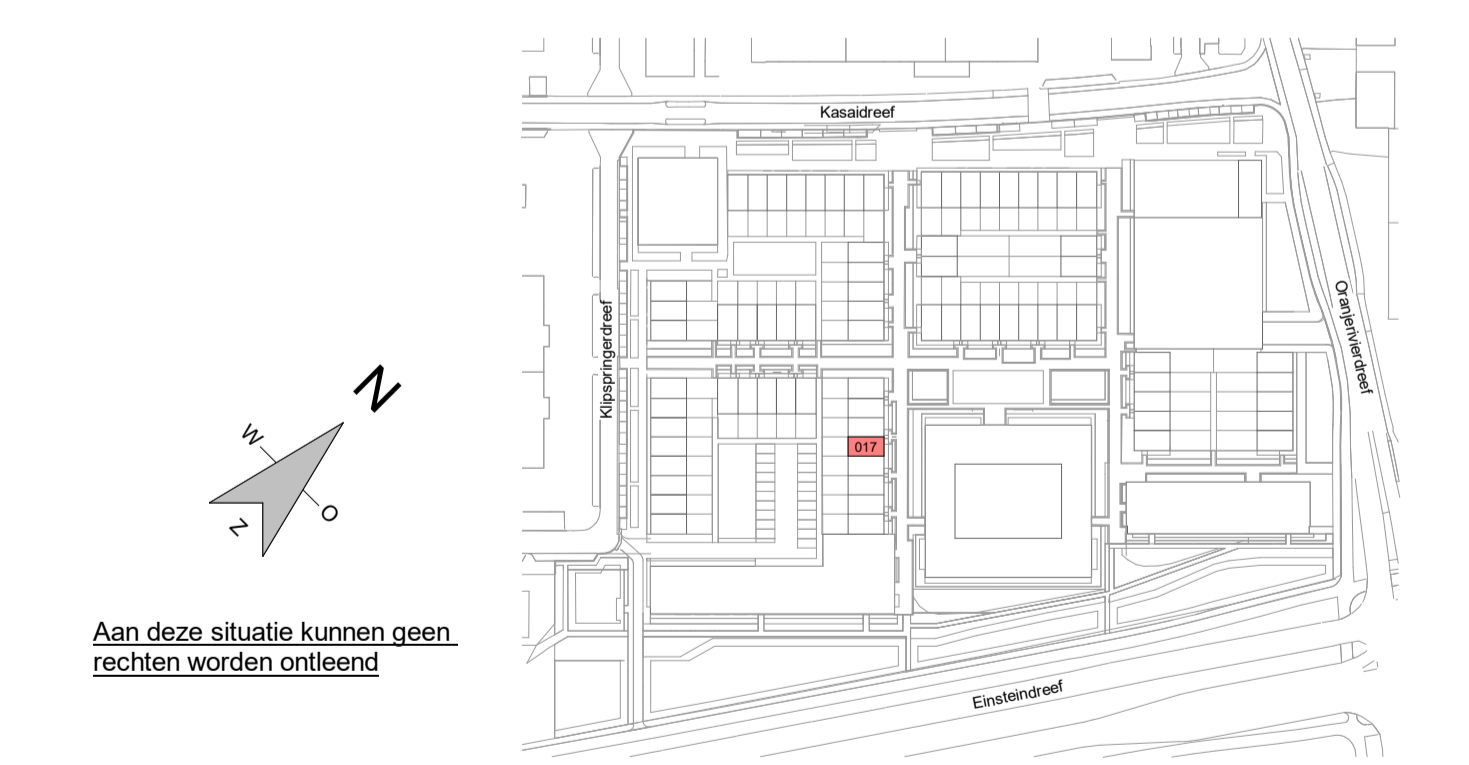 Kasaidreef
Klipspringerdreef
Oranjerivierdreef
017
N
W
O
Z
Aan deze situatie kunnen geen
rechten worden ontleend
Einsteindreef